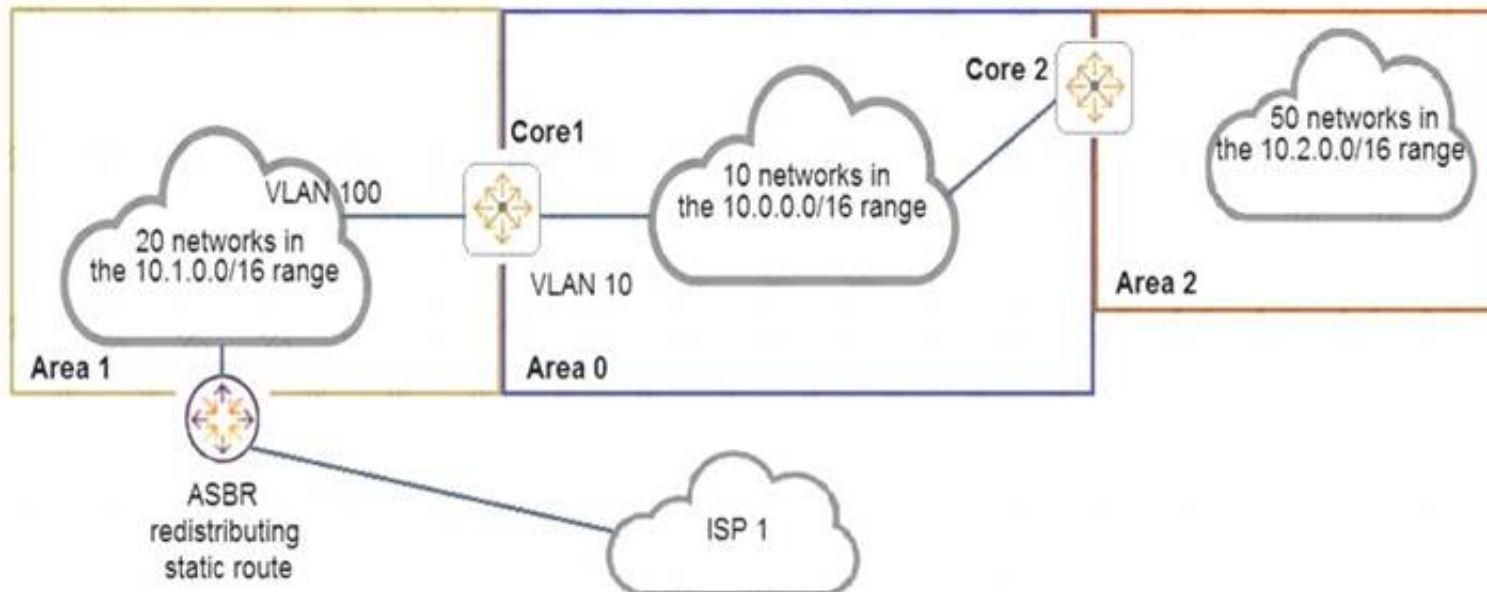 Core 2
50 networks in
the 10.2.0.0/16 range
Core1
10 networks in
the 10.0.0.0/16 range
VLAN 100
20 networks in
the 10.1.0.0/16 range
VLAN 10
Area 2
Area 1
Area 0
ASBR
redistributing
static route
ISP 1